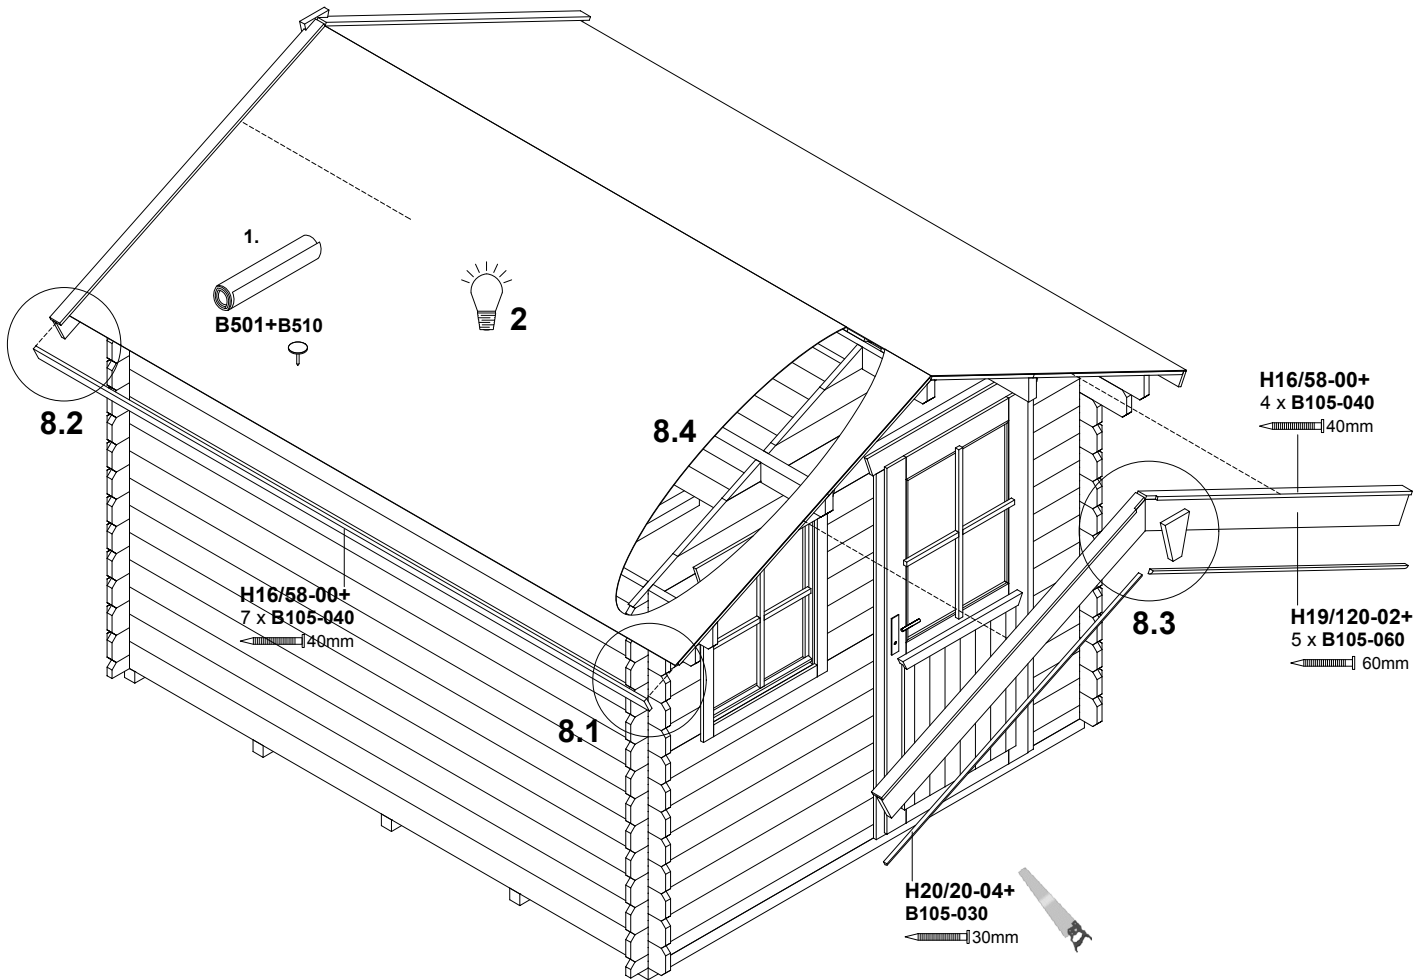 1.
B501+B510
2
8.2
8.4
H16/58-00+
4 x B105-040
40mm
H16/58-00+
7 x B105-040
40mm
8.3
H19/120-02+
5 x B105-060
60mm
8.1
H20/20-04+
B105-030
30mm